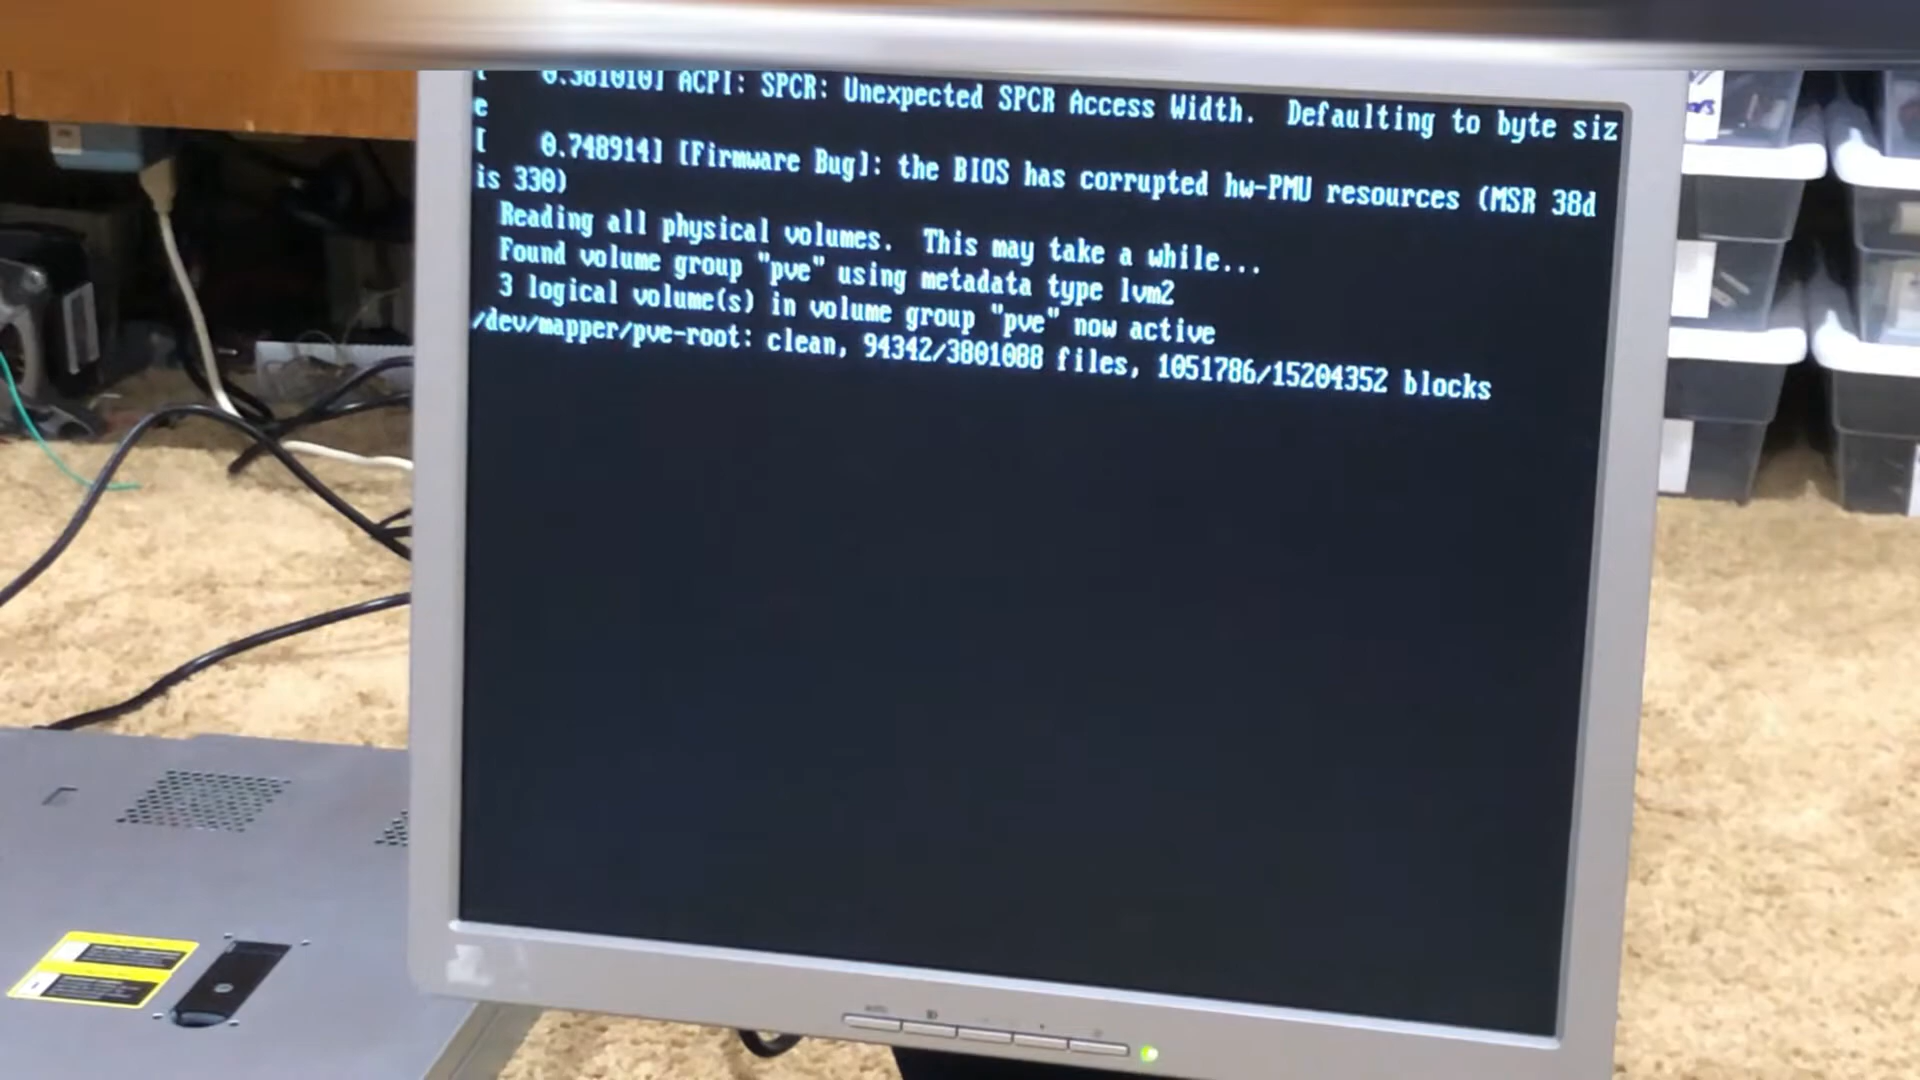 [    0.381010] ACPI: SPCR: Unexpected SPCR Access Width.  Defaulting to byte siz
e
[    0.748914] [Firmware Bug]: the BIOS has corrupted hw-PMU resources (MSR 38d
is 330)
Reading all physical volumes.  This may take a while...
Found volume group "pve" using metadata type lvm2
3 logical volume(s) in volume group "pve" now active
/dev/mapper/pve-root: clean, 94342/3801088 files, 1051786/15204352 blocks